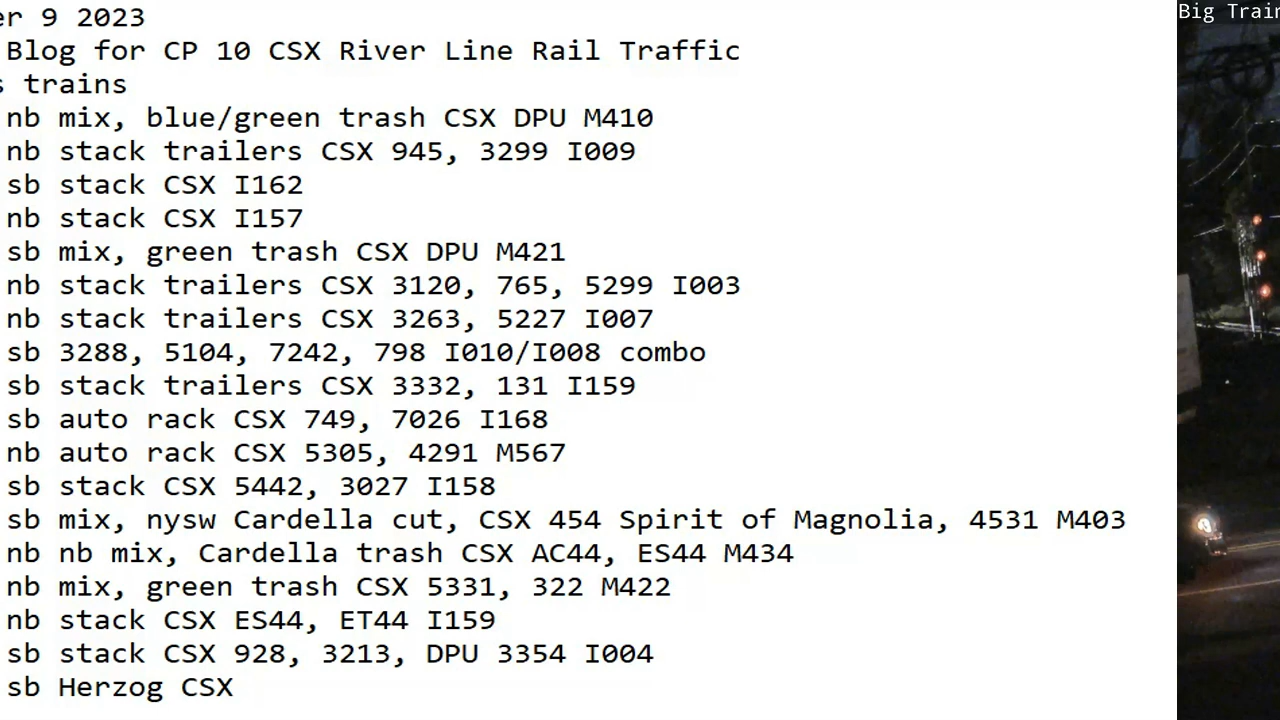 er 9 2023
Blog for CP 10 CSX River Line Rail Traffic
s trains
nb mix, blue/green trash CSX DPU M410
nb stack trailers CSX 945, 3299 I009
sb stack CSX I162
nb stack CSX I157
sb mix, green trash CSX DPU M421
nb stack trailers CSX 3120, 765, 5299 I003
nb stack trailers CSX 3263, 5227 I007
sb 3288, 5104, 7242, 798 I010/I008 combo
sb stack trailers CSX 3332, 131 I159
sb auto rack CSX 749, 7026 I168
nb auto rack CSX 5305, 4291 M567
sb stack CSX 5442, 3027 I158
sb mix, nysw Cardella cut, CSX 454 Spirit of Magnolia, 4531 M403
nb nb mix, Cardella trash CSX AC44, ES44 M434
nb mix, green trash CSX 5331, 322 M422
nb stack CSX ES44, ET44 I159
sb stack CSX 928, 3213, DPU 3354 I004
sb Herzog CSX
Big Train